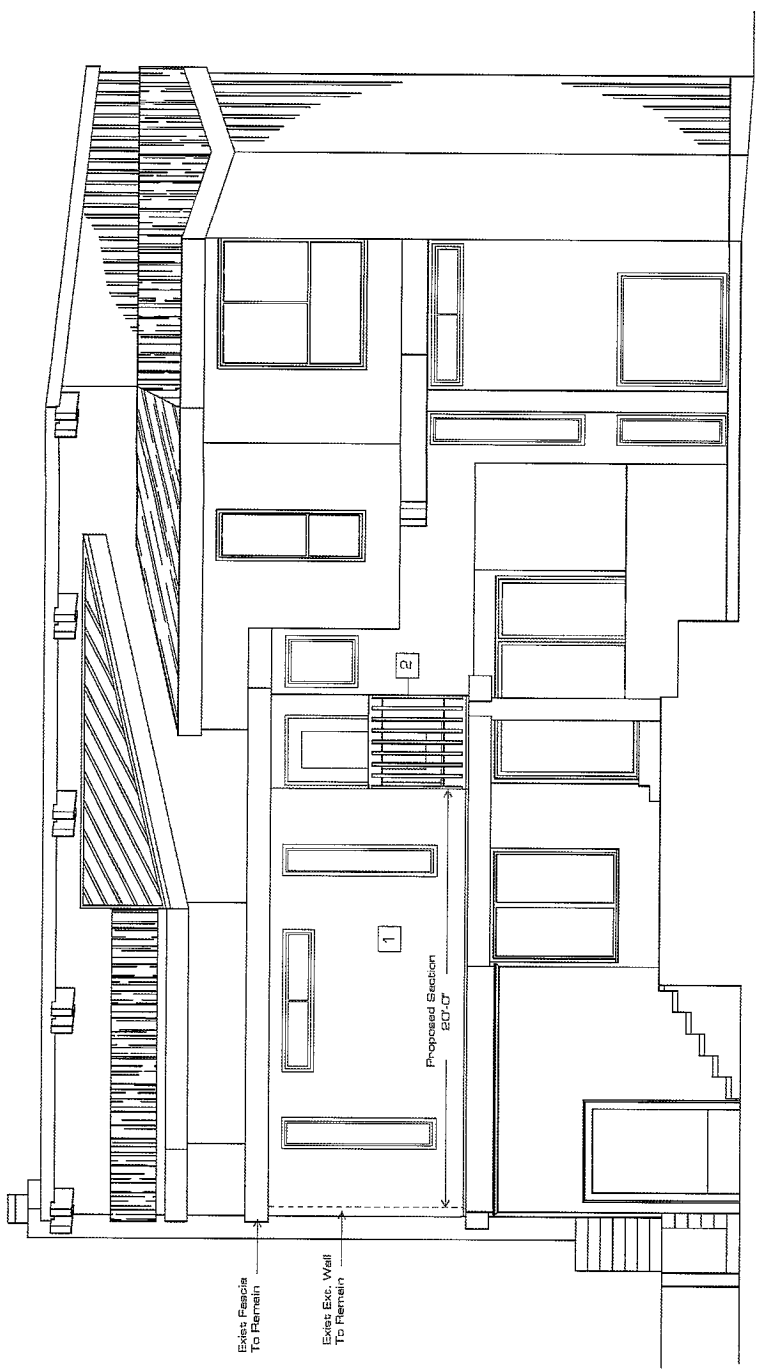 Exist Fascia
To Remain
Exist Ext. Wall
To Remain
Proposed Section
20'-0"
1
2